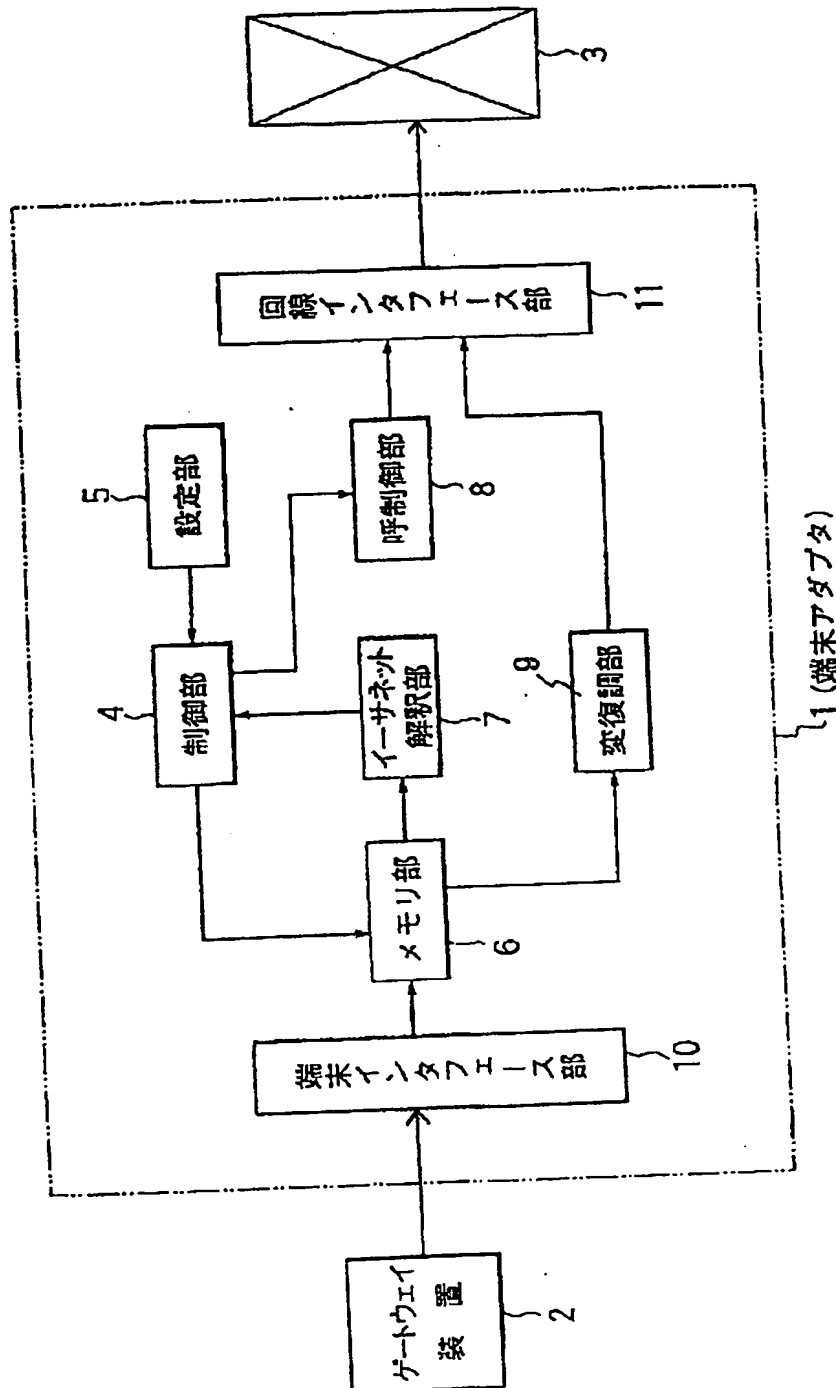 ゲートウェイ
装置
2
端末インタフェース部
10
メモリ部
6
制御部
4
設定部
5
イーサネット
解釈部
7
呼制御部
8
9
変復調部
回線インタフェース部
11
3
1(端末アダプタ)